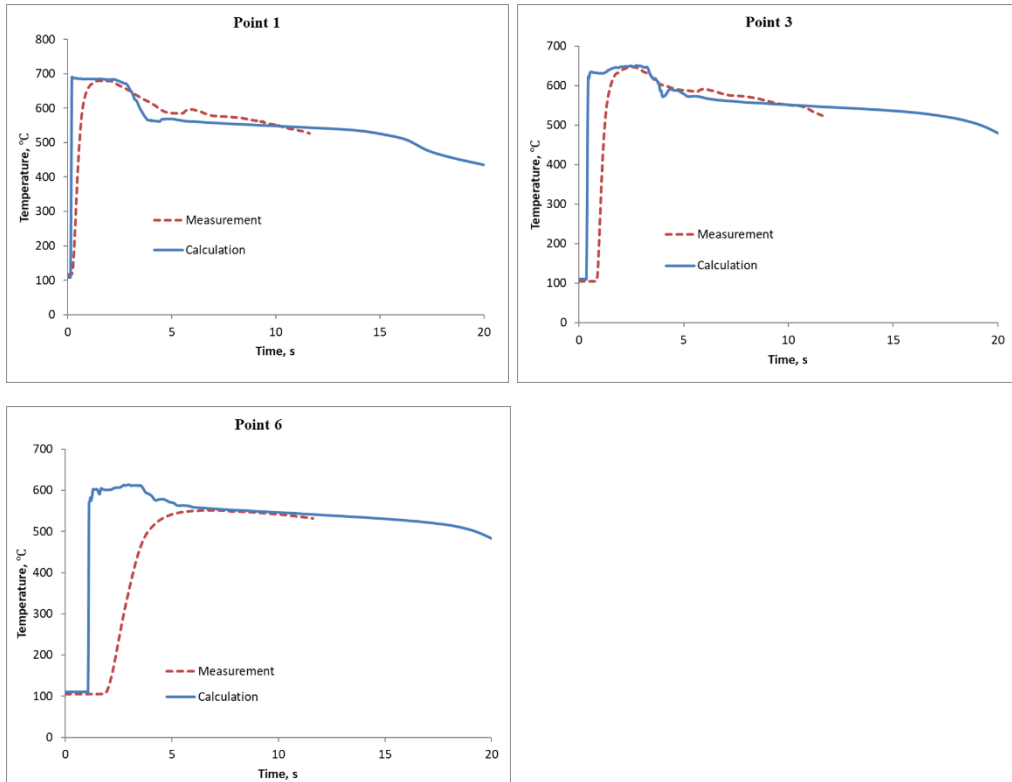 Point 1
800
700
600
500
400
300
200
100
0
Temperature, °C
Measurement
Calculation
0 5 10 15 20
Time, s
Point 3
700
600
500
400
300
200
100
0
Temperature, °C
Measurement
Calculation
0 5 10 15 20
Time, s
Point 6
700
600
500
400
300
200
100
0
Temperature, °C
Measurement
Calculation
0 5 10 15 20
Time, s